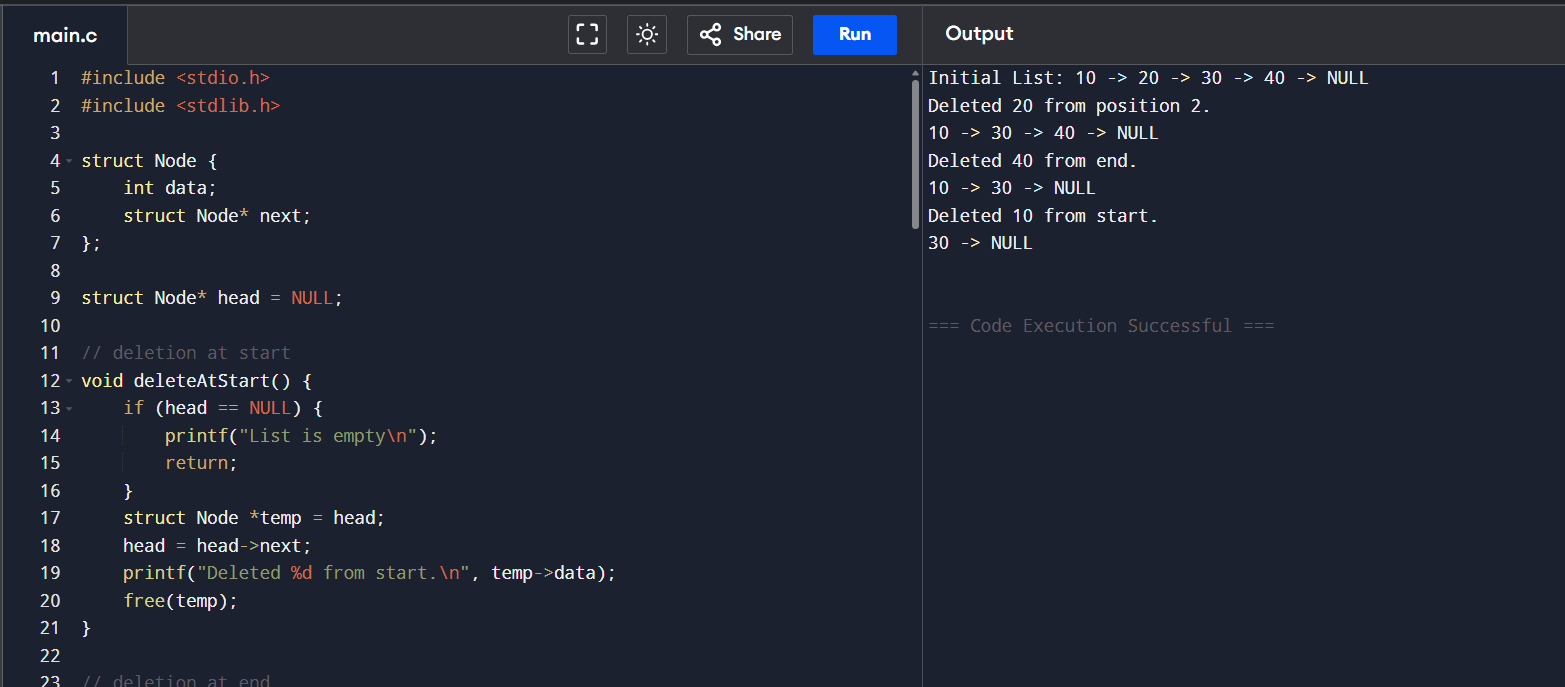 main.c
Share
Run
Output
1 #include <stdio.h>
2 #include <stdlib.h>
3
4 struct Node {
5     int data;
6     struct Node* next;
7 };
8
9 struct Node* head = NULL;
10
11 // deletion at start
12 void deleteAtStart() {
13     if (head == NULL) {
14         printf("List is empty\n");
15         return;
16     }
17     struct Node *temp = head;
18     head = head->next;
19     printf("Deleted %d from start.\n", temp->data);
20     free(temp);
21 }
22
23 // deletion at end
Initial List: 10 -> 20 -> 30 -> 40 -> NULL
Deleted 20 from position 2.
10 -> 30 -> 40 -> NULL
Deleted 40 from end.
10 -> 30 -> NULL
Deleted 10 from start.
30 -> NULL
=== Code Execution Successful ===